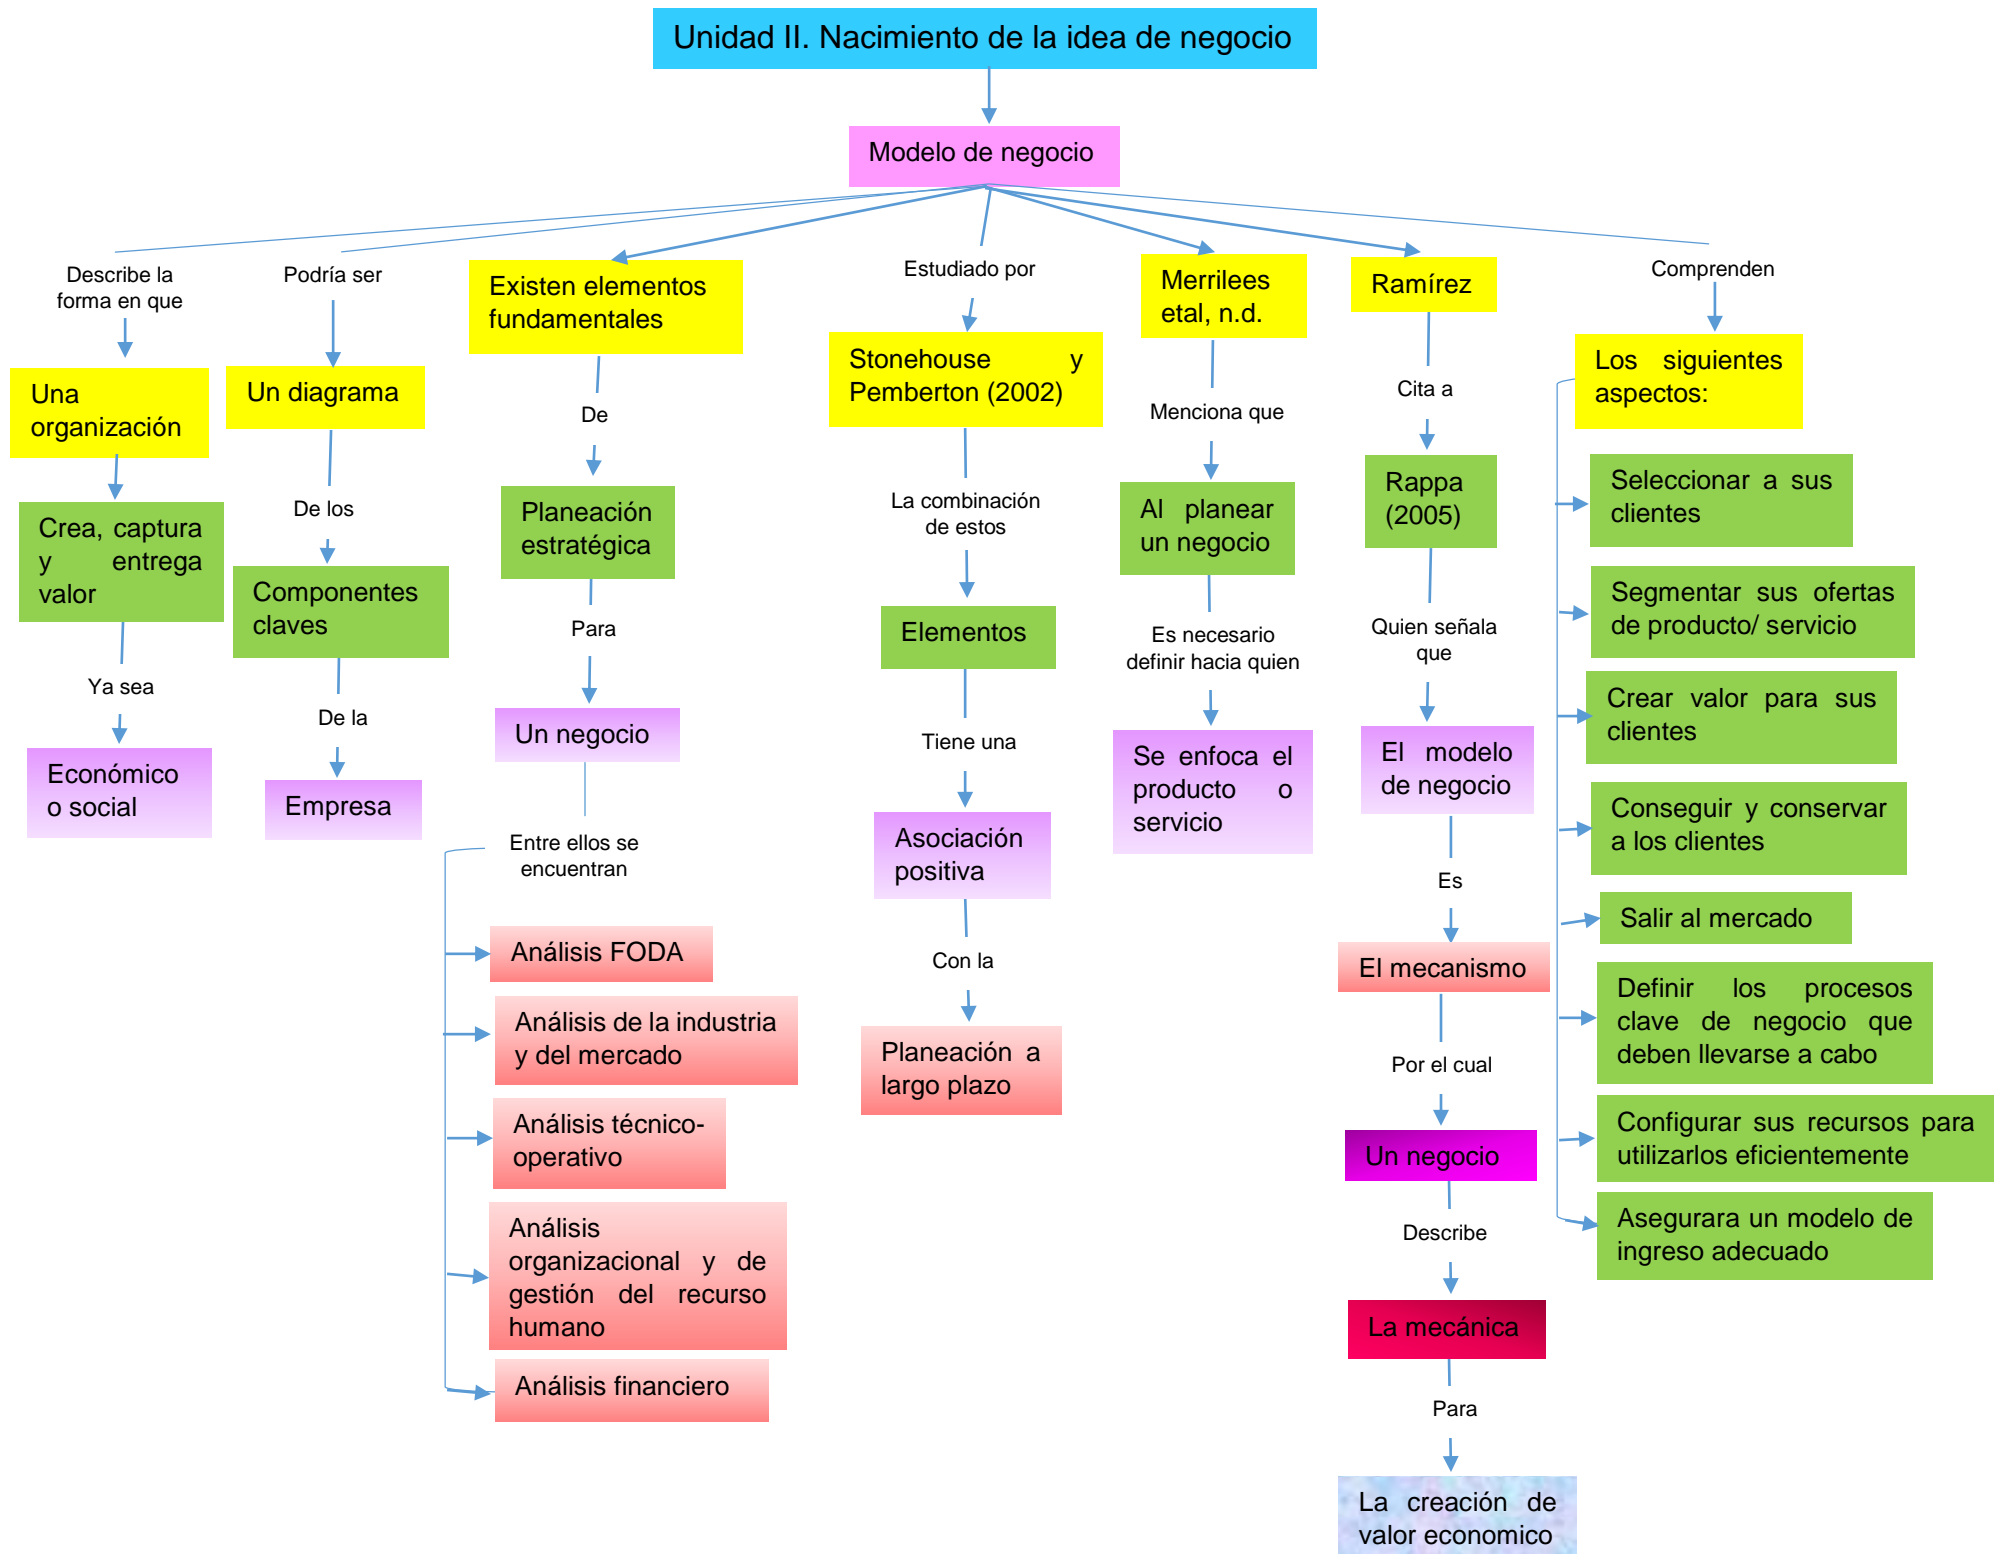 Unidad II. Nacimiento de la idea de negocio
Modelo de negocio
Describe la
forma en que
Una
organización
Crea, captura
y entrega
valor
Ya sea
Económico
o social
Podría ser
Un diagrama
De los
Componentes
claves
De la
Empresa
Existen elementos
fundamentales
De
Planeación
estratégica
Para
Un negocio
Entre ellos se
encuentran
Análisis FODA
Análisis de la industria
y del mercado
Análisis técnico-
operativo
Análisis
organizacional y de
gestión del recurso
humano
Análisis financiero
Estudiado por
Stonehouse y
Pemberton (2002)
La combinación
de estos
Elementos
Tiene una
Asociación
positiva
Con la
Planeación a
largo plazo
Merrilees
etal, n.d.
Menciona que
Al planear
un negocio
Es necesario
definir hacia quien
Se enfoca el
producto o
servicio
Ramírez
Cita a
Rappa
(2005)
Quien señala
que
El modelo
de negocio
Es
El mecanismo
Por el cual
Un negocio
Describe
La mecánica
Para
La creación de
valor economico
Comprenden
Los siguientes
aspectos:
Seleccionar a sus
clientes
Segmentar sus ofertas
de producto/ servicio
Crear valor para sus
clientes
Conseguir y conservar
a los clientes
Salir al mercado
Definir los procesos
clave de negocio que
deben llevarse a cabo
Configurar sus recursos para
utilizarlos eficientemente
Asegurara un modelo de
ingreso adecuado